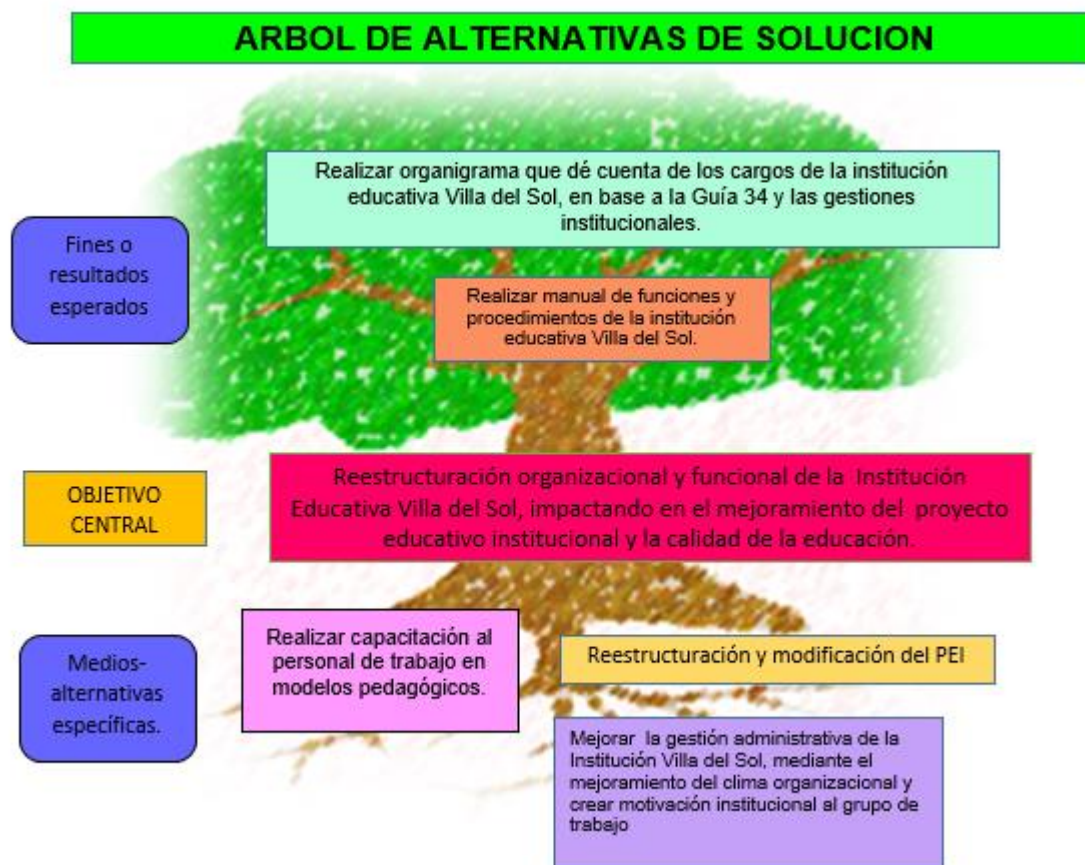 ARBOL DE ALTERNATIVAS DE SOLUCION
Realizar organigrama que dé cuenta de los cargos de la institución
educativa Villa del Sol, en base a la Guía 34 y las gestiones
institucionales.
Fines o
resultados
esperados
Realizar manual de funciones y
procedimientos de la institución
educativa Villa del Sol.
OBJETIVO
CENTRAL
Reestructuración organizacional y funcional de la Institución
Educativa Villa del Sol, impactando en el mejoramiento del proyecto
educativo institucional y la calidad de la educación.
Medios-
alternativas
específicas.
Realizar capacitación al
personal de trabajo en
modelos pedagógicos.
Reestructuración y modificación del PEI
Mejorar la gestión administrativa de la
Institución Villa del Sol, mediante el
mejoramiento del clima organizacional y
crear motivación institucional al grupo de
trabajo